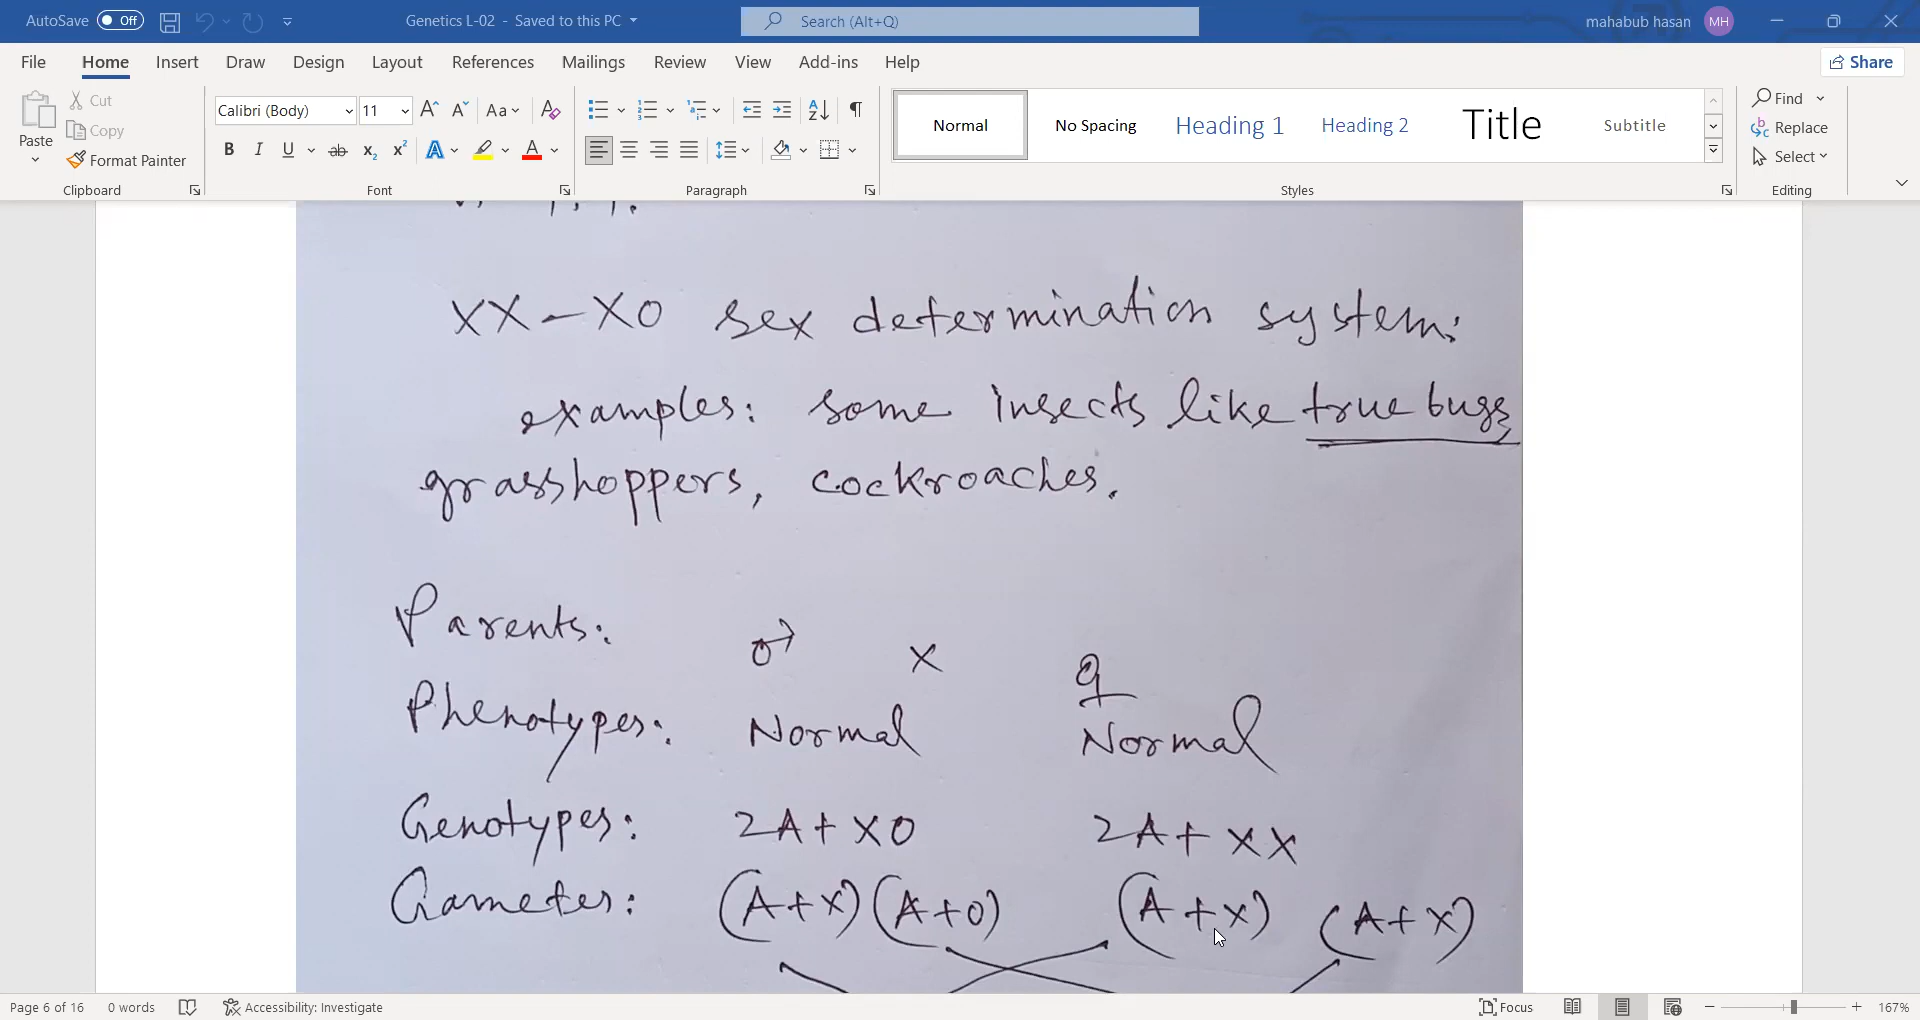 AutoSave Off Genetics L-02 - Saved to this PC Search (Alt+Q) mahabub hasan MH
File Home Insert Draw Design Layout References Mailings Review View Add-ins Help Share
Paste Cut Copy Format Painter Clipboard
Calibri (Body) 11 A A Aa A
B I U ab x₂ x² A A Font
Paragraph
Normal No Spacing Heading 1 Heading 2 Title Subtitle Styles
Find Replace Select Editing
XX - XO sex determination system:
examples: some insects like true bugs,
grasshoppers, cockroaches.
Parents: ♂ × ♀
Phenotypes: Normal Normal
Genotypes: 2A + XO 2A + XX
Gametes: (A+X) (A+O) (A+X) (A+X)
Page 6 of 16 0 words Accessibility: Investigate Focus 167%